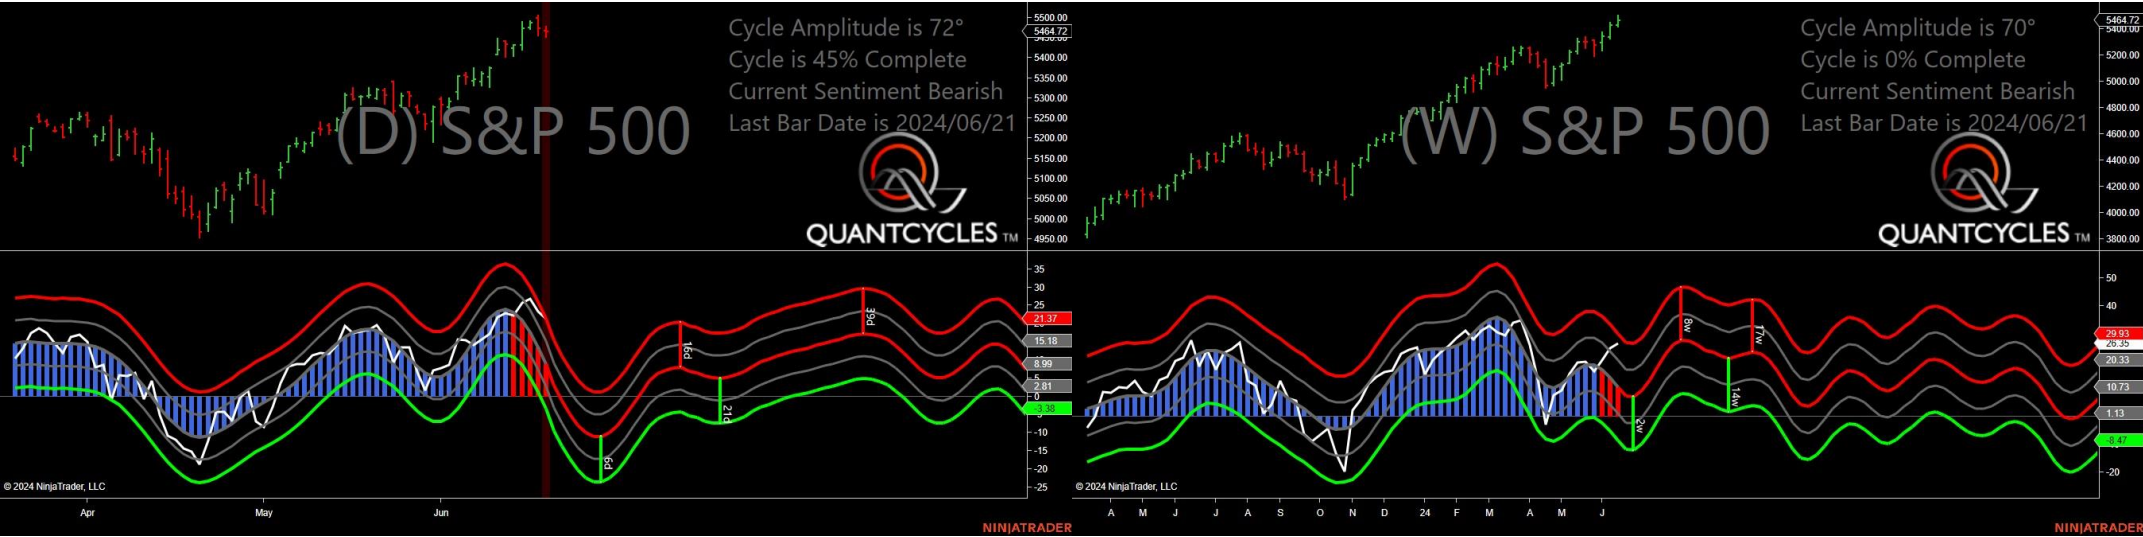 Cycle Amplitude is 72°
Cycle is 45% Complete
Current Sentiment Bearish
Last Bar Date is 2024/06/21
(D) S&P 500
QUANTCYCLES TM
5500.00
5464.72
5400.00
5350.00
5300.00
5250.00
5200.00
5150.00
5100.00
5050.00
5000.00
4950.00
35
30
25
21.37
15.18
8.99
5
2.81
0
-3.38
-10
-15
-20
-25
6d
16d
21d
39d
© 2024 NinjaTrader, LLC
Apr
May
Jun
NINJATRADER
Cycle Amplitude is 70°
Cycle is 0% Complete
Current Sentiment Bearish
Last Bar Date is 2024/06/21
(W) S&P 500
QUANTCYCLES TM
5464.72
5400.00
5200.00
5000.00
4800.00
4600.00
4400.00
4200.00
4000.00
3800.00
50
40
29.93
26.35
20.33
10.73
1.13
-8.47
-20
2w
8w
14w
17w
© 2024 NinjaTrader, LLC
A M J J A S O N D 24 F M A M J
NINJATRADER